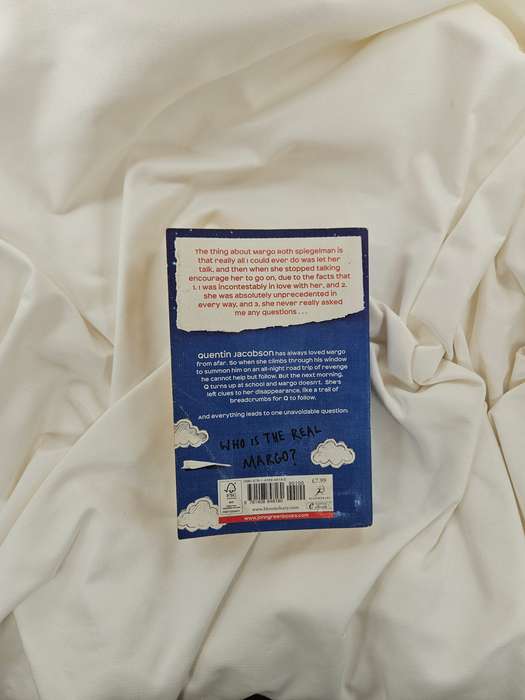 The thing about Margo Roth Spiegelman is
that really all I could ever do was let her
talk, and then when she stopped talking
encourage her to go on, due to the facts that
1. I was incontestably in love with her, and 2.
she was absolutely unprecedented in
every way, and 3. she never really asked
me any questions . . .
Quentin Jacobson has always loved Margo
from afar. So when she climbs through his window
to summon him on an all-night road trip of revenge
he cannot help but follow. But the next morning,
Q turns up at school and Margo doesn't. She's
left clues to her disappearance, like a trail of
breadcrumbs for Q to follow.
And everything leads to one unavoidable question:
WHO IS THE REAL
MARGO?
£7.99
FSC
BLOOMSBURY
www.bloomsbury.com
eBook
www.johngreenbooks.com